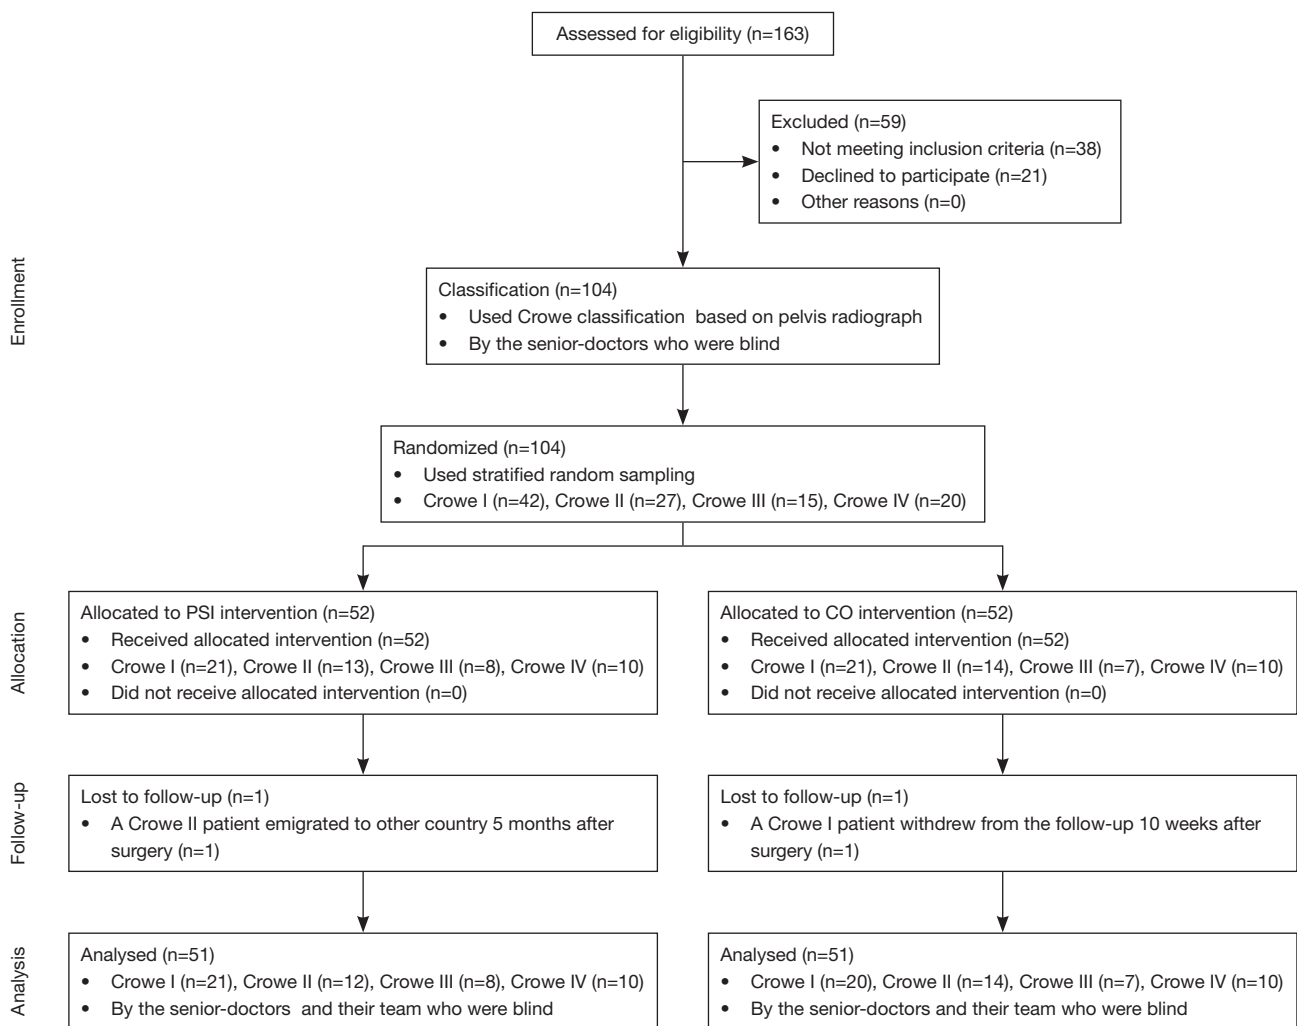 Assessed for eligibility (n=163)
Excluded (n=59)
• Not meeting inclusion criteria (n=38)
• Declined to participate (n=21)
• Other reasons (n=0)
Enrollment
Classification (n=104)
• Used Crowe classification based on pelvis radiograph
• By the senior-doctors who were blind
Randomized (n=104)
• Used stratified random sampling
• Crowe I (n=42), Crowe II (n=27), Crowe III (n=15), Crowe IV (n=20)
Allocation
Allocated to PSI intervention (n=52)
• Received allocated intervention (n=52)
• Crowe I (n=21), Crowe II (n=13), Crowe III (n=8), Crowe IV (n=10)
• Did not receive allocated intervention (n=0)
Allocated to CO intervention (n=52)
• Received allocated intervention (n=52)
• Crowe I (n=21), Crowe II (n=14), Crowe III (n=7), Crowe IV (n=10)
• Did not receive allocated intervention (n=0)
Follow-up
Lost to follow-up (n=1)
• A Crowe II patient emigrated to other country 5 months after
surgery (n=1)
Lost to follow-up (n=1)
• A Crowe I patient withdrew from the follow-up 10 weeks after
surgery (n=1)
Analysis
Analysed (n=51)
• Crowe I (n=21), Crowe II (n=12), Crowe III (n=8), Crowe IV (n=10)
• By the senior-doctors and their team who were blind
Analysed (n=51)
• Crowe I (n=20), Crowe II (n=14), Crowe III (n=7), Crowe IV (n=10)
• By the senior-doctors and their team who were blind